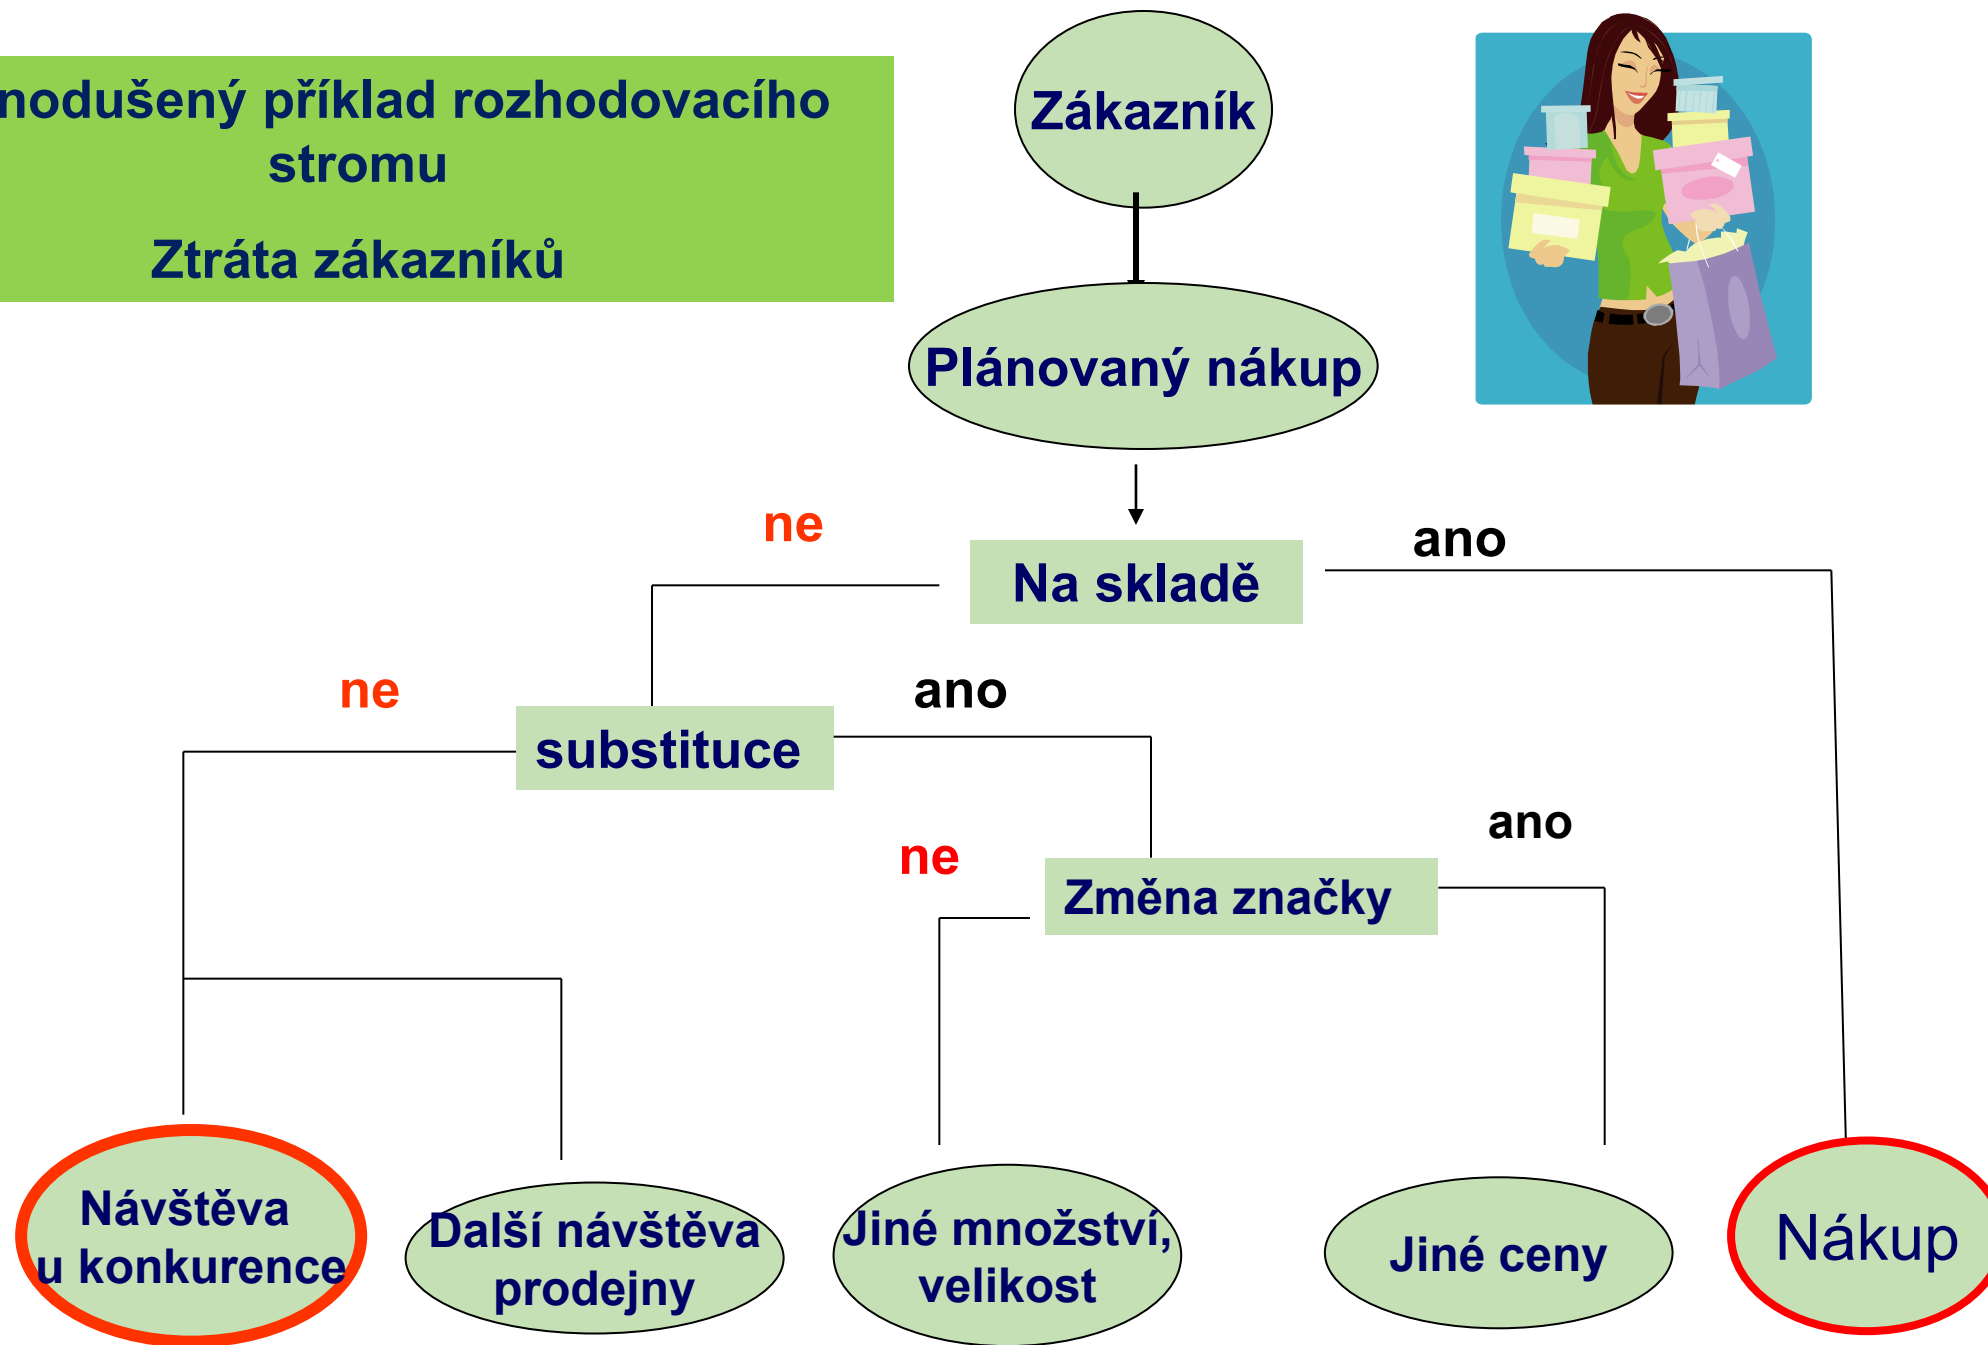 nodušený příklad rozhodovacího
stromu
Ztráta zákazníků
Zákazník
Plánovaný nákup
ne
ano
Na skladě
ne
ano
substituce
ano
ne
Změna značky
Návštěva
u konkurence
Další návštěva
prodejny
Jiné množství,
velikost
Jiné ceny
Nákup